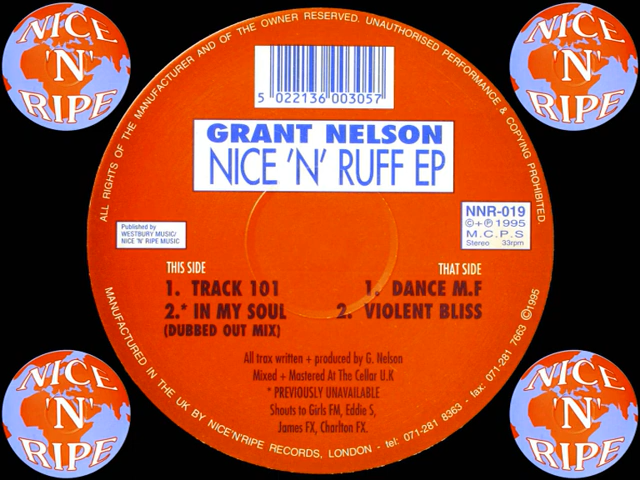 NICE
'N'
RIPE
NICE
'N'
RIPE
ALL RIGHTS OF THE MANUFACTURER AND OF THE OWNER RESERVED. UNAUTHORISED PERFORMANCE & COPYING PROHIBITED.
5 022136 003057
GRANT NELSON
NICE 'N' RUFF EP
Published by
WESTBURY MUSIC/
NICE 'N' RIPE MUSIC
NNR-019
©+℗1995
M.C.P.S
Stereo 33rpm
THIS SIDE
1. TRACK 101
2.* IN MY SOUL
(DUBBED OUT MIX)
THAT SIDE
1. DANCE M.F
2. VIOLENT BLISS
All trax written + produced by G. Nelson
Mixed + Mastered At The Cellar U.K
* PREVIOUSLY UNAVAILABLE
Shouts to Girls FM, Eddie S,
James FX, Charlton FX.
MANUFACTURED IN THE UK BY NICE'N'RIPE RECORDS, LONDON - tel: 071-281 8363 - fax: 071-281 7663 ©1995
NICE
'N'
RIPE
NICE
'N'
RIPE